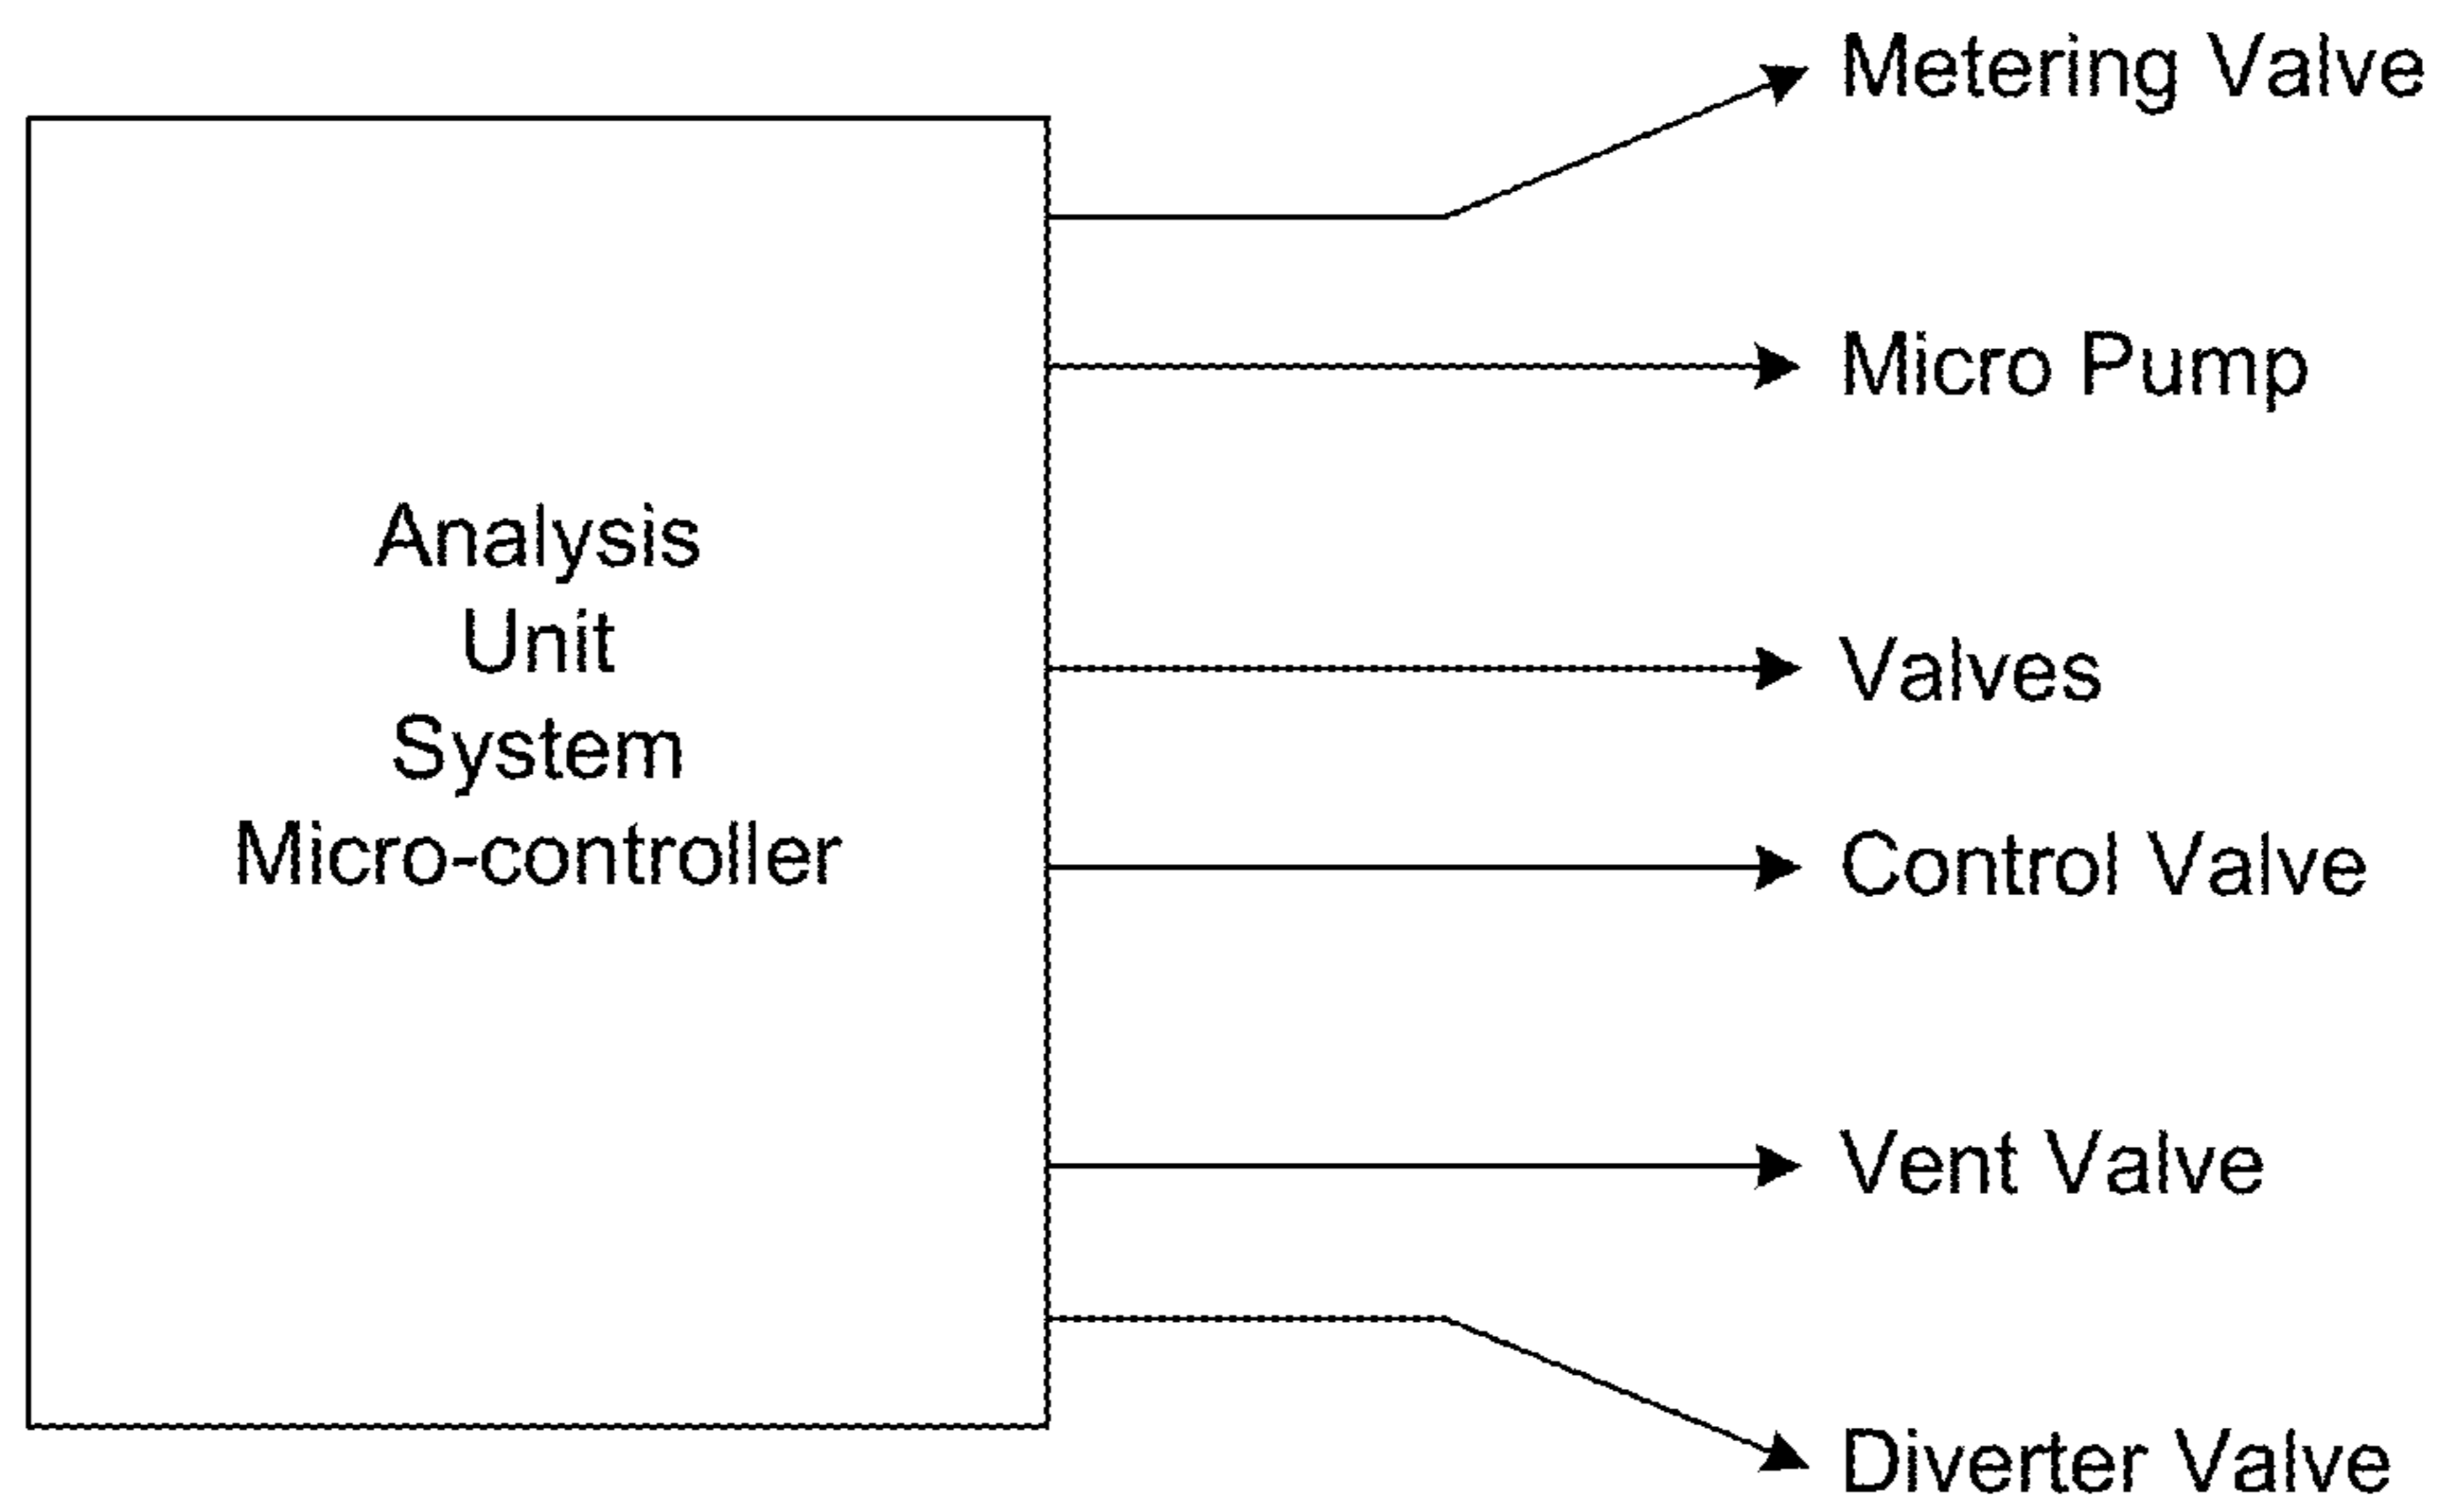 Metering Valve
Micro Pump
Analysis
Unit
System
Micro-controller
Valves
Control Valve
Vent Valve
Diverter Valve